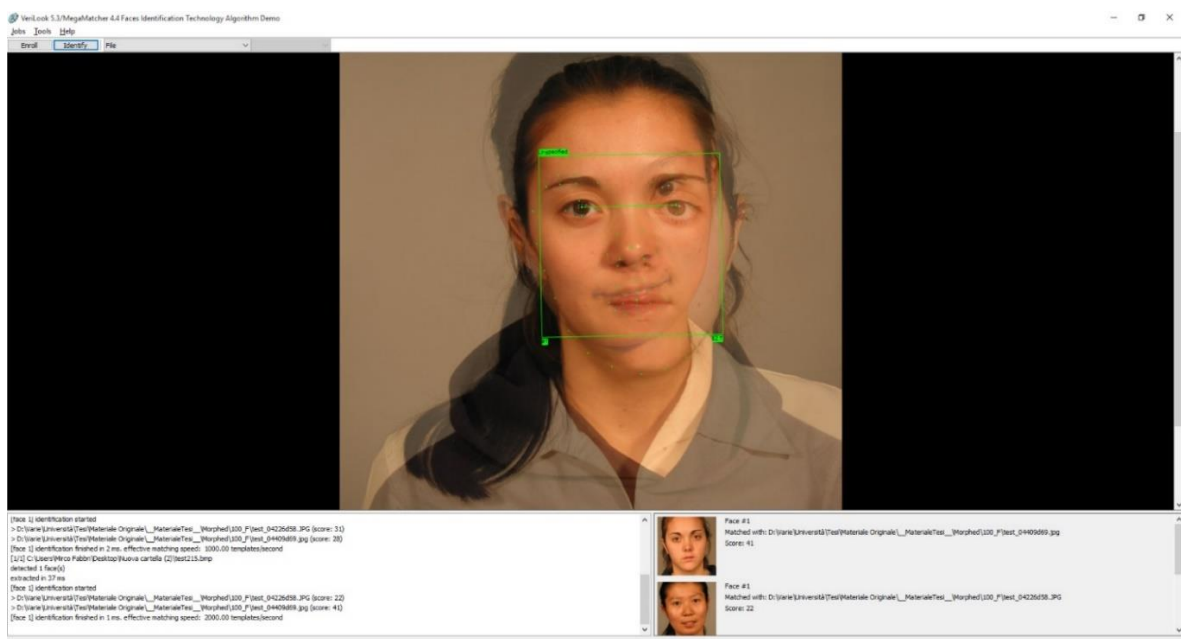 VeriLook 5.3/MegaMatcher 4.4 Faces Identification Technology Algorithm Demo
Jobs Tools Help
Enroll Identify File
Unspecified
[face 1] identification started
> D:\Varie\Università\Tesi\Materiale Originale\__MaterialeTesi__\Morphed\100_F\test_04226d58.JPG (score: 31)
> D:\Varie\Università\Tesi\Materiale Originale\__MaterialeTesi__\Morphed\100_F\test_04409d69.jpg (score: 28)
[face 1] identification finished in 2 ms. effective matching speed: 1000.00 templates/second
[1/1] C:\Users\Mirco Fabbri\Desktop\Nuova cartella (2)\test215.bmp
detected 1 face(s)
extracted in 37 ms
[face 1] identification started
> D:\Varie\Università\Tesi\Materiale Originale\__MaterialeTesi__\Morphed\100_F\test_04226d58.JPG (score: 22)
> D:\Varie\Università\Tesi\Materiale Originale\__MaterialeTesi__\Morphed\100_F\test_04409d69.jpg (score: 41)
[face 1] identification finished in 1 ms. effective matching speed: 2000.00 templates/second
Face #1
Matched with: D:\Varie\Università\Tesi\Materiale Originale\__MaterialeTesi__\Morphed\100_F\test_04409d69.jpg
Score: 41
Face #1
Matched with: D:\Varie\Università\Tesi\Materiale Originale\__MaterialeTesi__\Morphed\100_F\test_04226d58.JPG
Score: 22